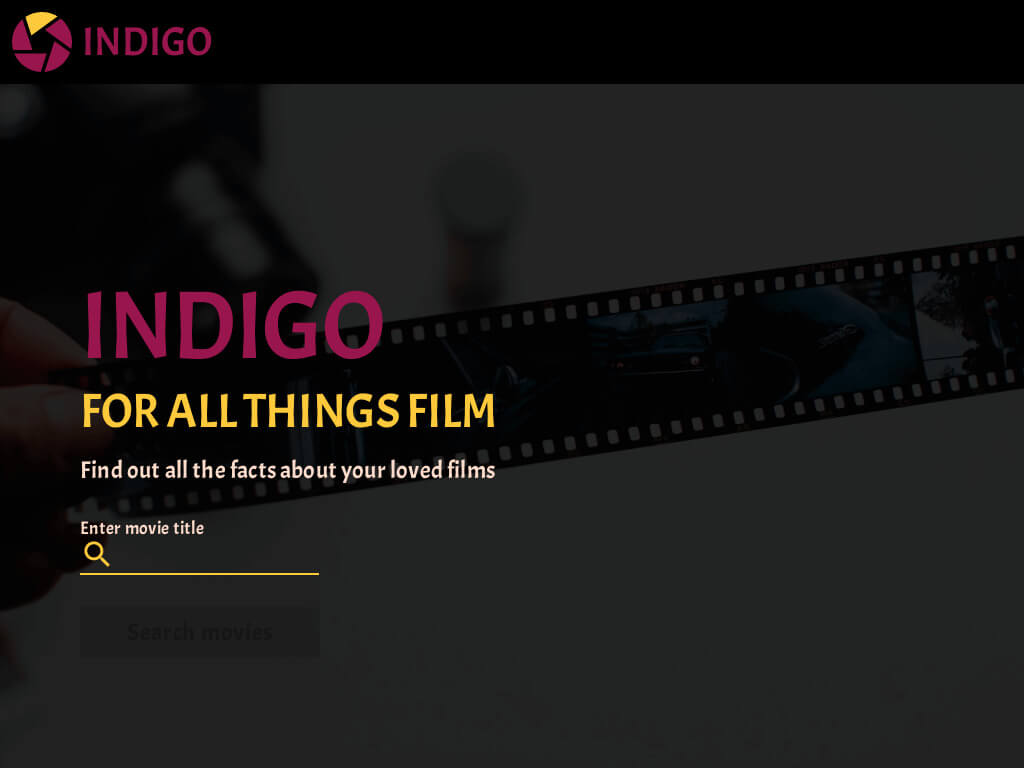 INDIGO
INDIGO
FOR ALL THINGS FILM
Find out all the facts about your loved films
Enter movie title
Search movies